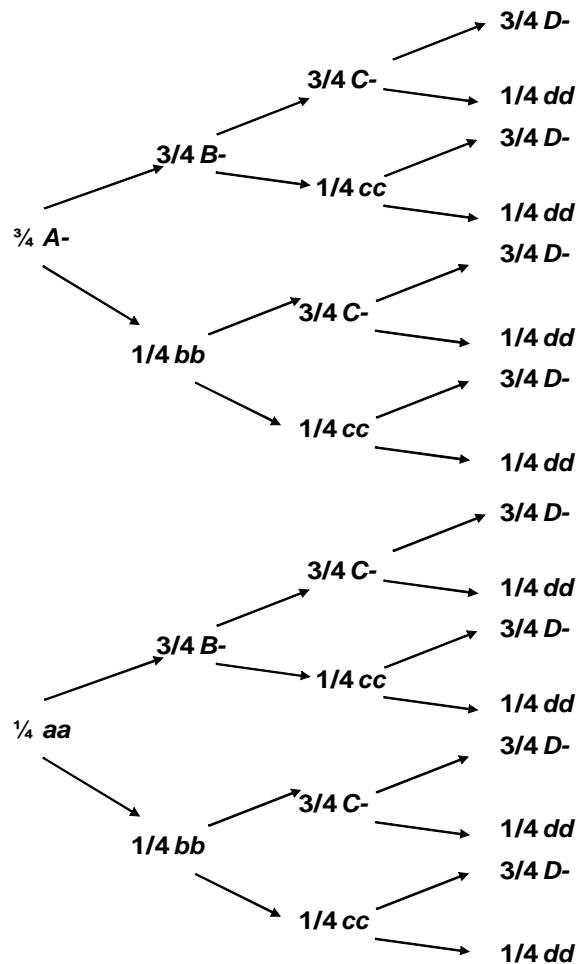 3/4 D-
3/4 C-
1/4 dd
3/4 D-
3/4 B-
1/4 cc
1/4 dd
¾ A-
3/4 D-
3/4 C-
1/4 dd
1/4 bb
3/4 D-
1/4 cc
1/4 dd
3/4 D-
3/4 C-
1/4 dd
3/4 D-
3/4 B-
1/4 cc
1/4 dd
¼ aa
3/4 D-
3/4 C-
1/4 dd
1/4 bb
3/4 D-
1/4 cc
1/4 dd